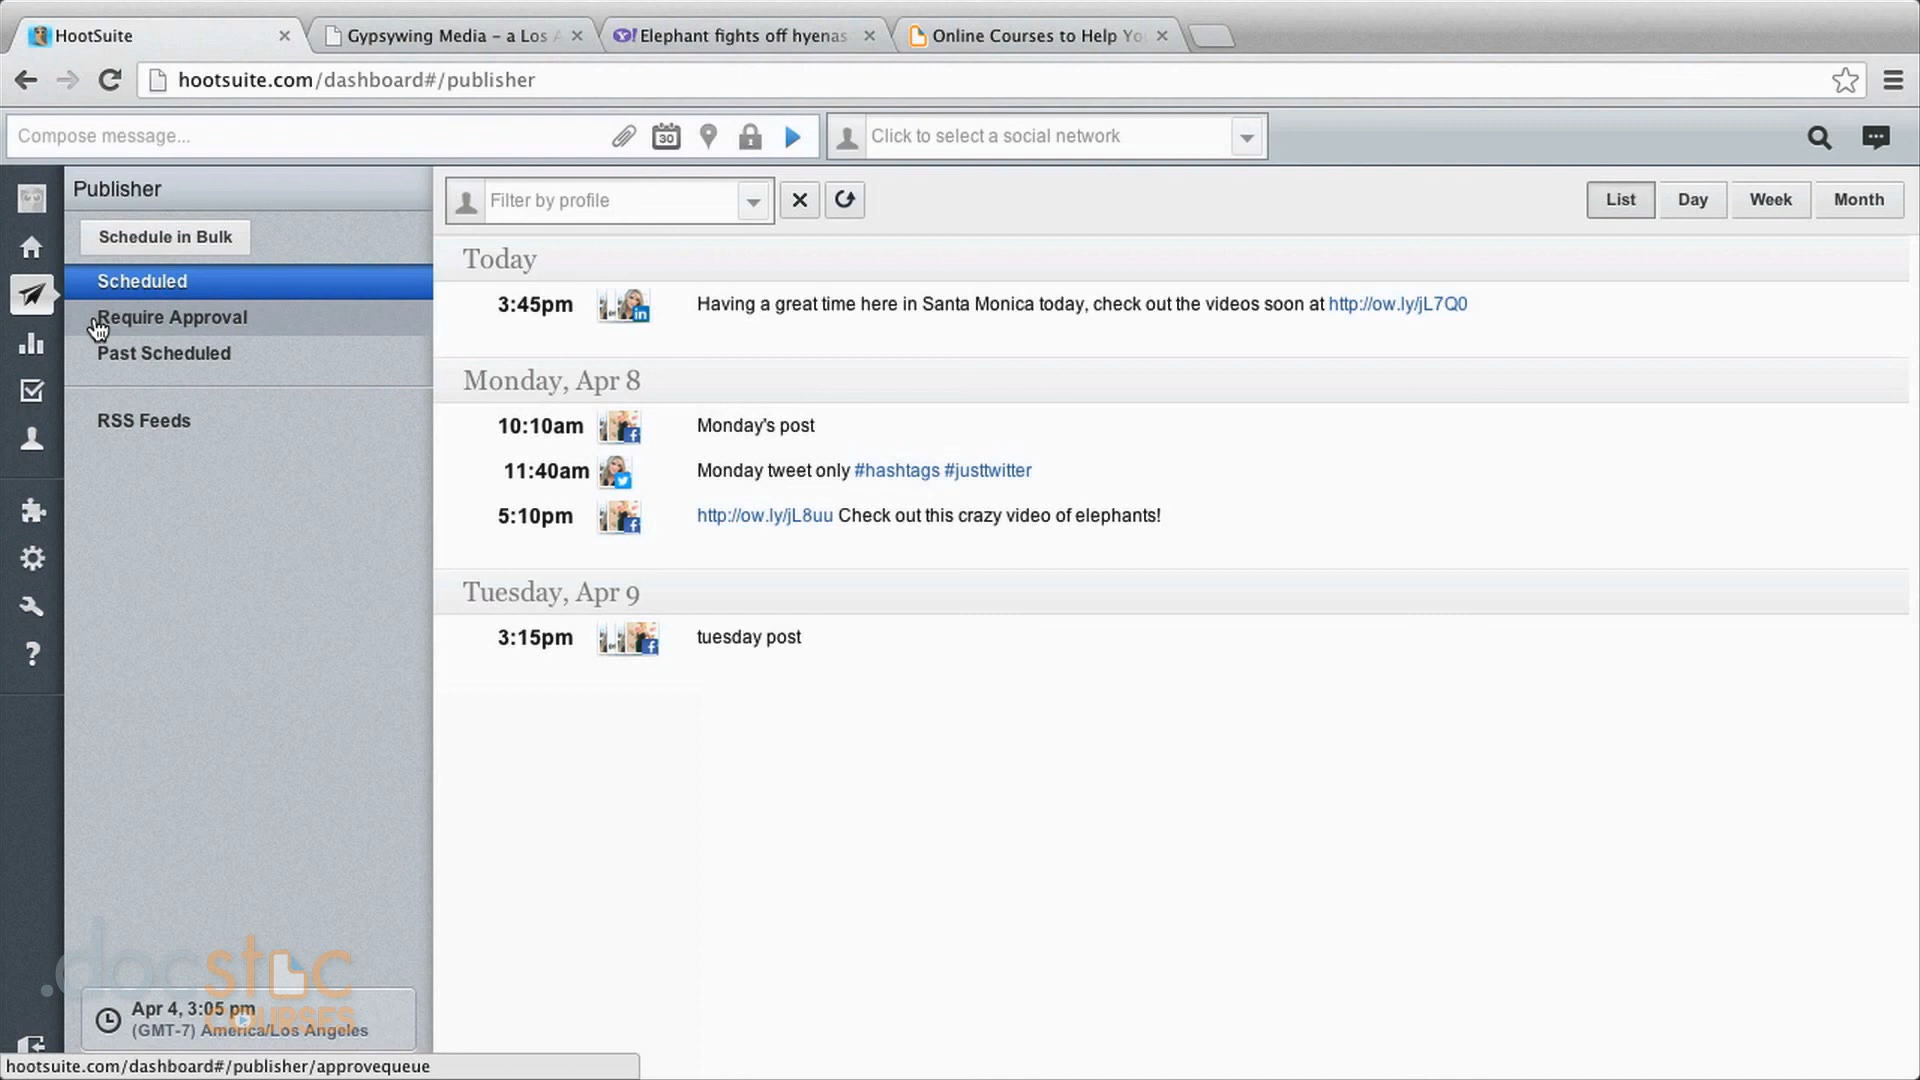 HootSuite
Gypsywing Media – a Los A
Elephant fights off hyenas
Online Courses to Help Yo
hootsuite.com/dashboard#/publisher
Compose message...
30
Click to select a social network
Publisher
Filter by profile
List
Day
Week
Month
Schedule in Bulk
Scheduled
Require Approval
Past Scheduled
RSS Feeds
Today
3:45pm
in
Having a great time here in Santa Monica today, check out the videos soon at http://ow.ly/jL7Q0
Monday, Apr 8
10:10am
Monday's post
11:40am
Monday tweet only #hashtags #justtwitter
5:10pm
http://ow.ly/jL8uu Check out this crazy video of elephants!
Tuesday, Apr 9
3:15pm
tuesday post
.docstoc
COURSES
Apr 4, 3:05 pm
(GMT-7) America/Los Angeles
hootsuite.com/dashboard#/publisher/approvequeue